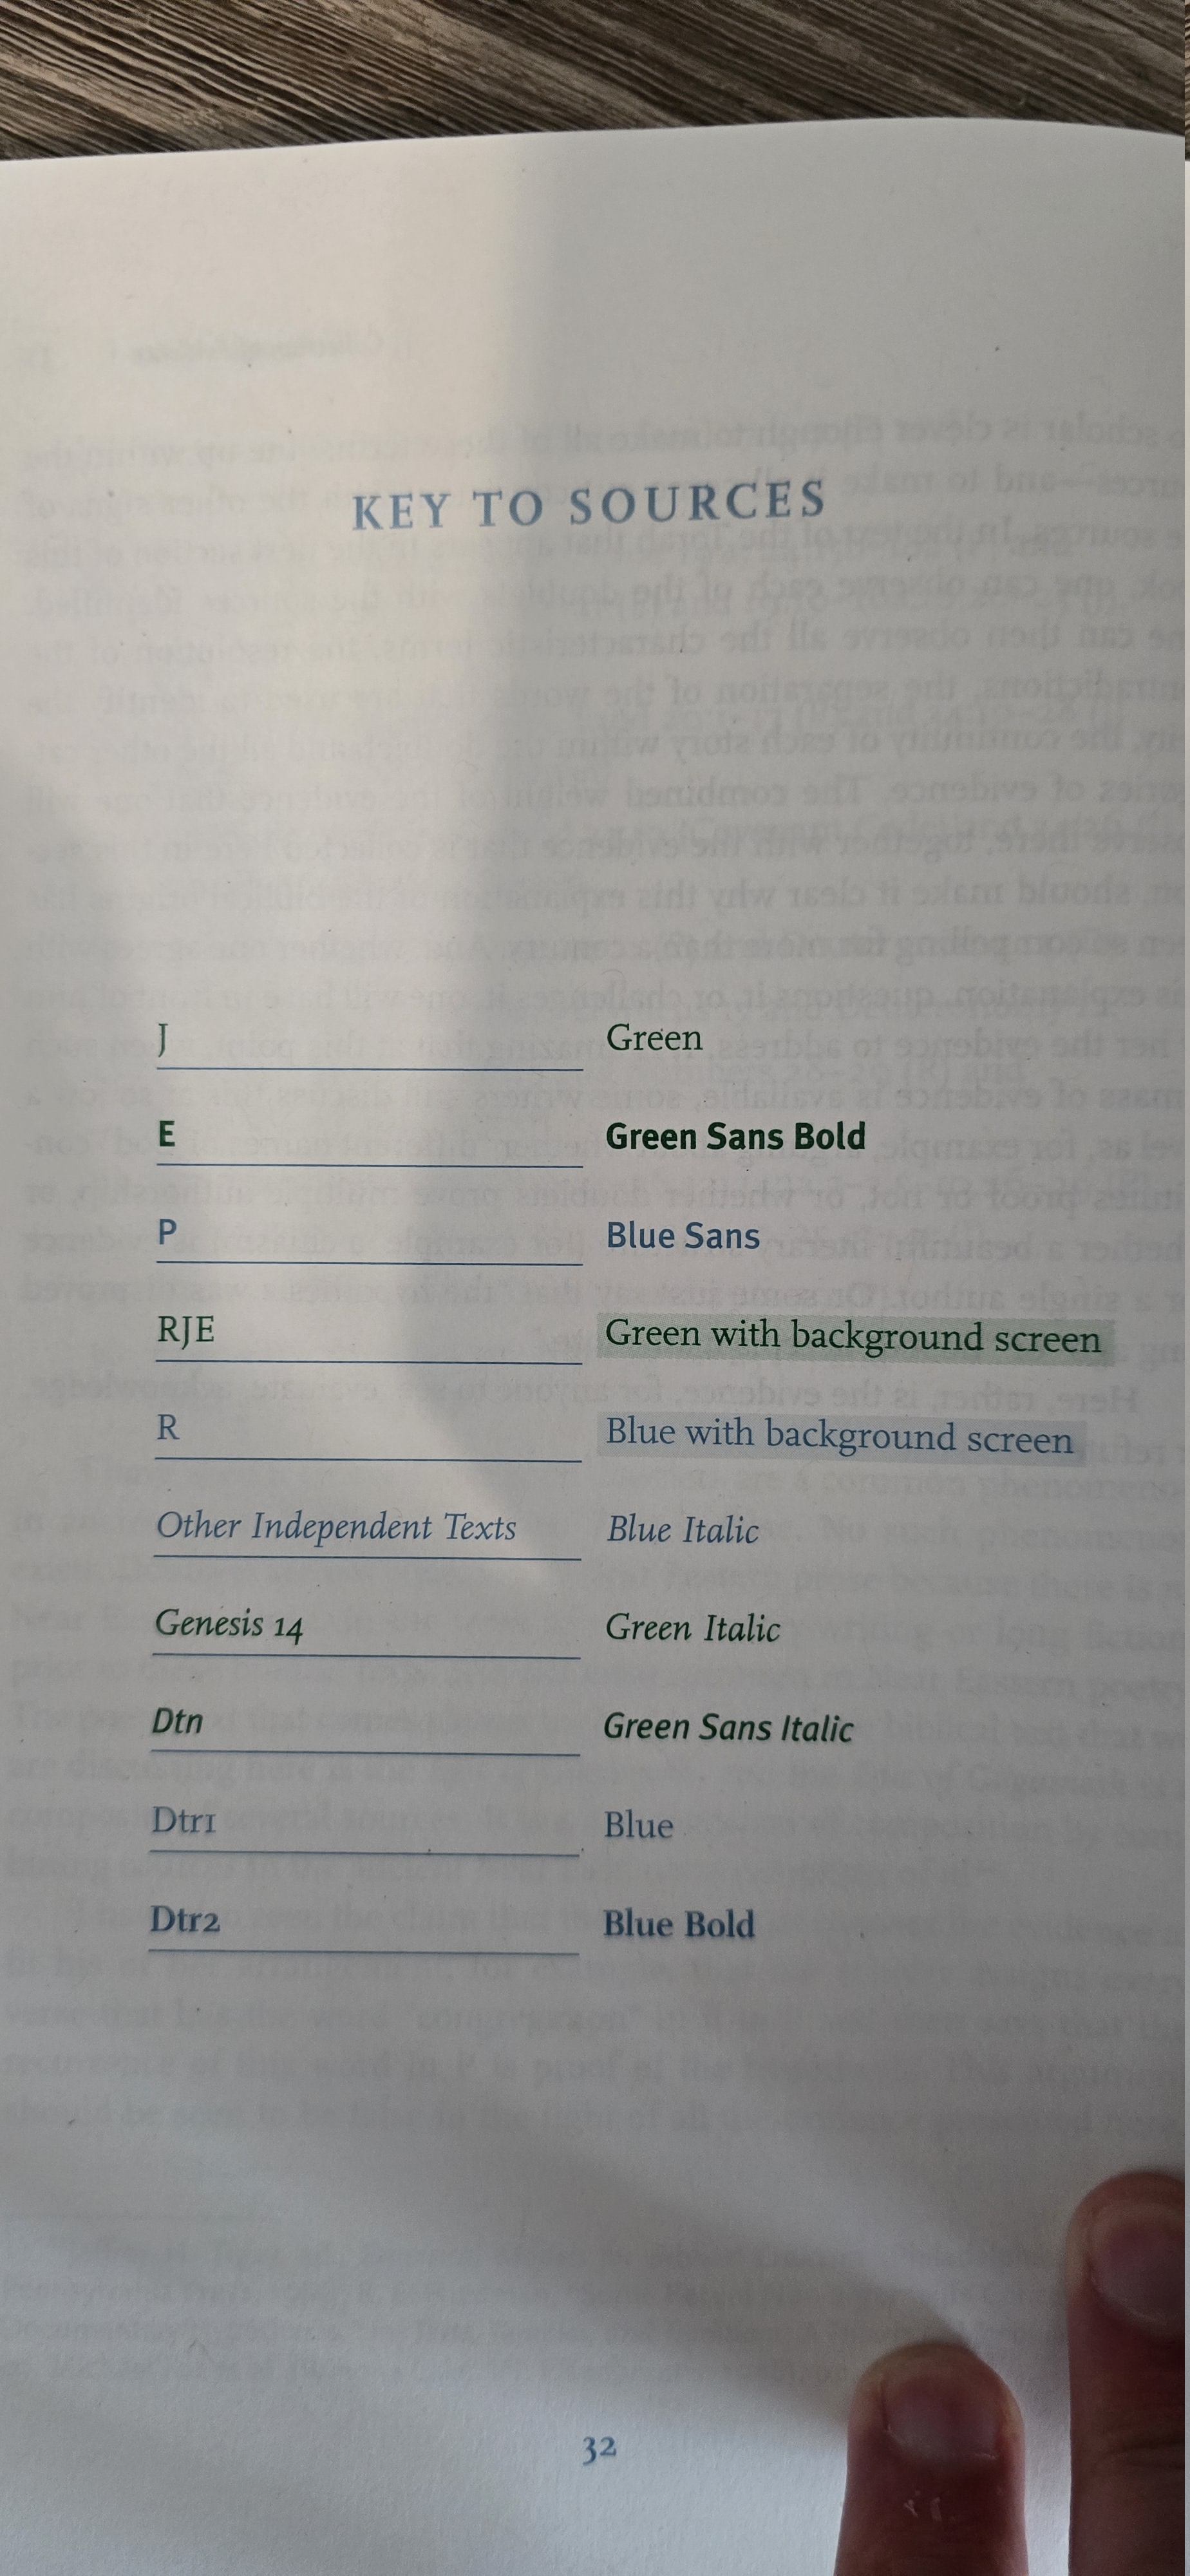 KEY TO SOURCES
J Green
E Green Sans Bold
P Blue Sans
RJE Green with background screen
R Blue with background screen
Other Independent Texts Blue Italic
Genesis 14 Green Italic
Dtn Green Sans Italic
Dtr1 Blue
Dtr2 Blue Bold
32